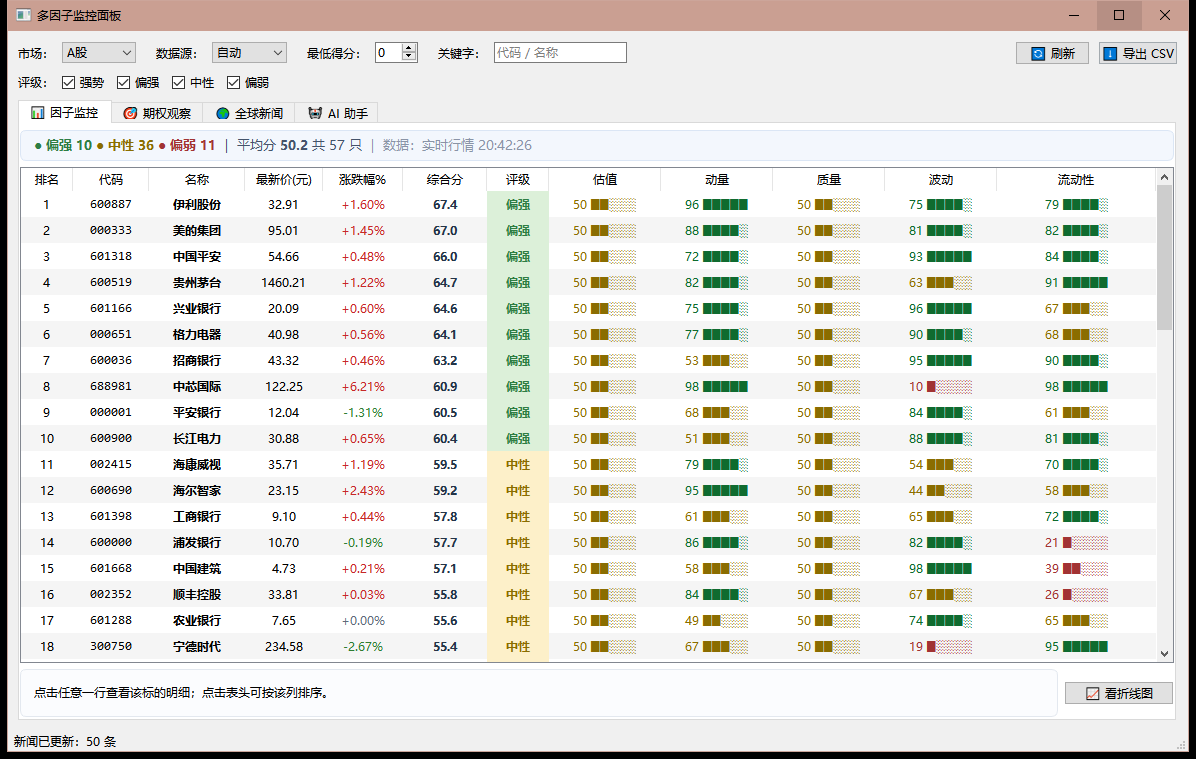 多因子监控面板
市场： A股 数据源： 自动 最低得分： 0 关键字： 代码 / 名称 刷新 导出 CSV
评级： 强势 偏强 中性 偏弱
因子监控 期权观察 全球新闻 AI 助手
● 偏强 10 ● 中性 36 ● 偏弱 11 | 平均分 50.2 共 57 只 | 数据：实时行情 20:42:26
排名 代码 名称 最新价(元) 涨跌幅% 综合分 评级 估值 动量 质量 波动 流动性
1 600887 伊利股份 32.91 +1.60% 67.4 偏强 50 96 50 75 79
2 000333 美的集团 95.01 +1.45% 67.0 偏强 50 88 50 81 82
3 601318 中国平安 54.66 +0.48% 66.0 偏强 50 72 50 93 84
4 600519 贵州茅台 1460.21 +1.22% 64.7 偏强 50 82 50 63 91
5 601166 兴业银行 20.09 +0.60% 64.6 偏强 50 75 50 96 67
6 000651 格力电器 40.98 +0.56% 64.1 偏强 50 77 50 90 68
7 600036 招商银行 43.32 +0.46% 63.2 偏强 50 53 50 95 90
8 688981 中芯国际 122.25 +6.21% 60.9 偏强 50 98 50 10 98
9 000001 平安银行 12.04 -1.31% 60.5 偏强 50 68 50 84 61
10 600900 长江电力 30.88 +0.65% 60.4 偏强 50 51 50 88 81
11 002415 海康威视 35.71 +1.19% 59.5 中性 50 79 50 54 70
12 600690 海尔智家 23.15 +2.43% 59.2 中性 50 95 50 44 58
13 601398 工商银行 9.10 +0.44% 57.8 中性 50 61 50 65 72
14 600000 浦发银行 10.70 -0.19% 57.7 中性 50 86 50 82 21
15 601668 中国建筑 4.73 +0.21% 57.1 中性 50 58 50 98 39
16 002352 顺丰控股 33.81 +0.03% 55.8 中性 50 84 50 67 26
17 601288 农业银行 7.65 +0.00% 55.6 中性 50 49 50 74 65
18 300750 宁德时代 234.58 -2.67% 55.4 中性 50 67 50 19 95
点击任意一行查看该标的明细；点击表头可按该列排序。 看折线图
新闻已更新：50 条